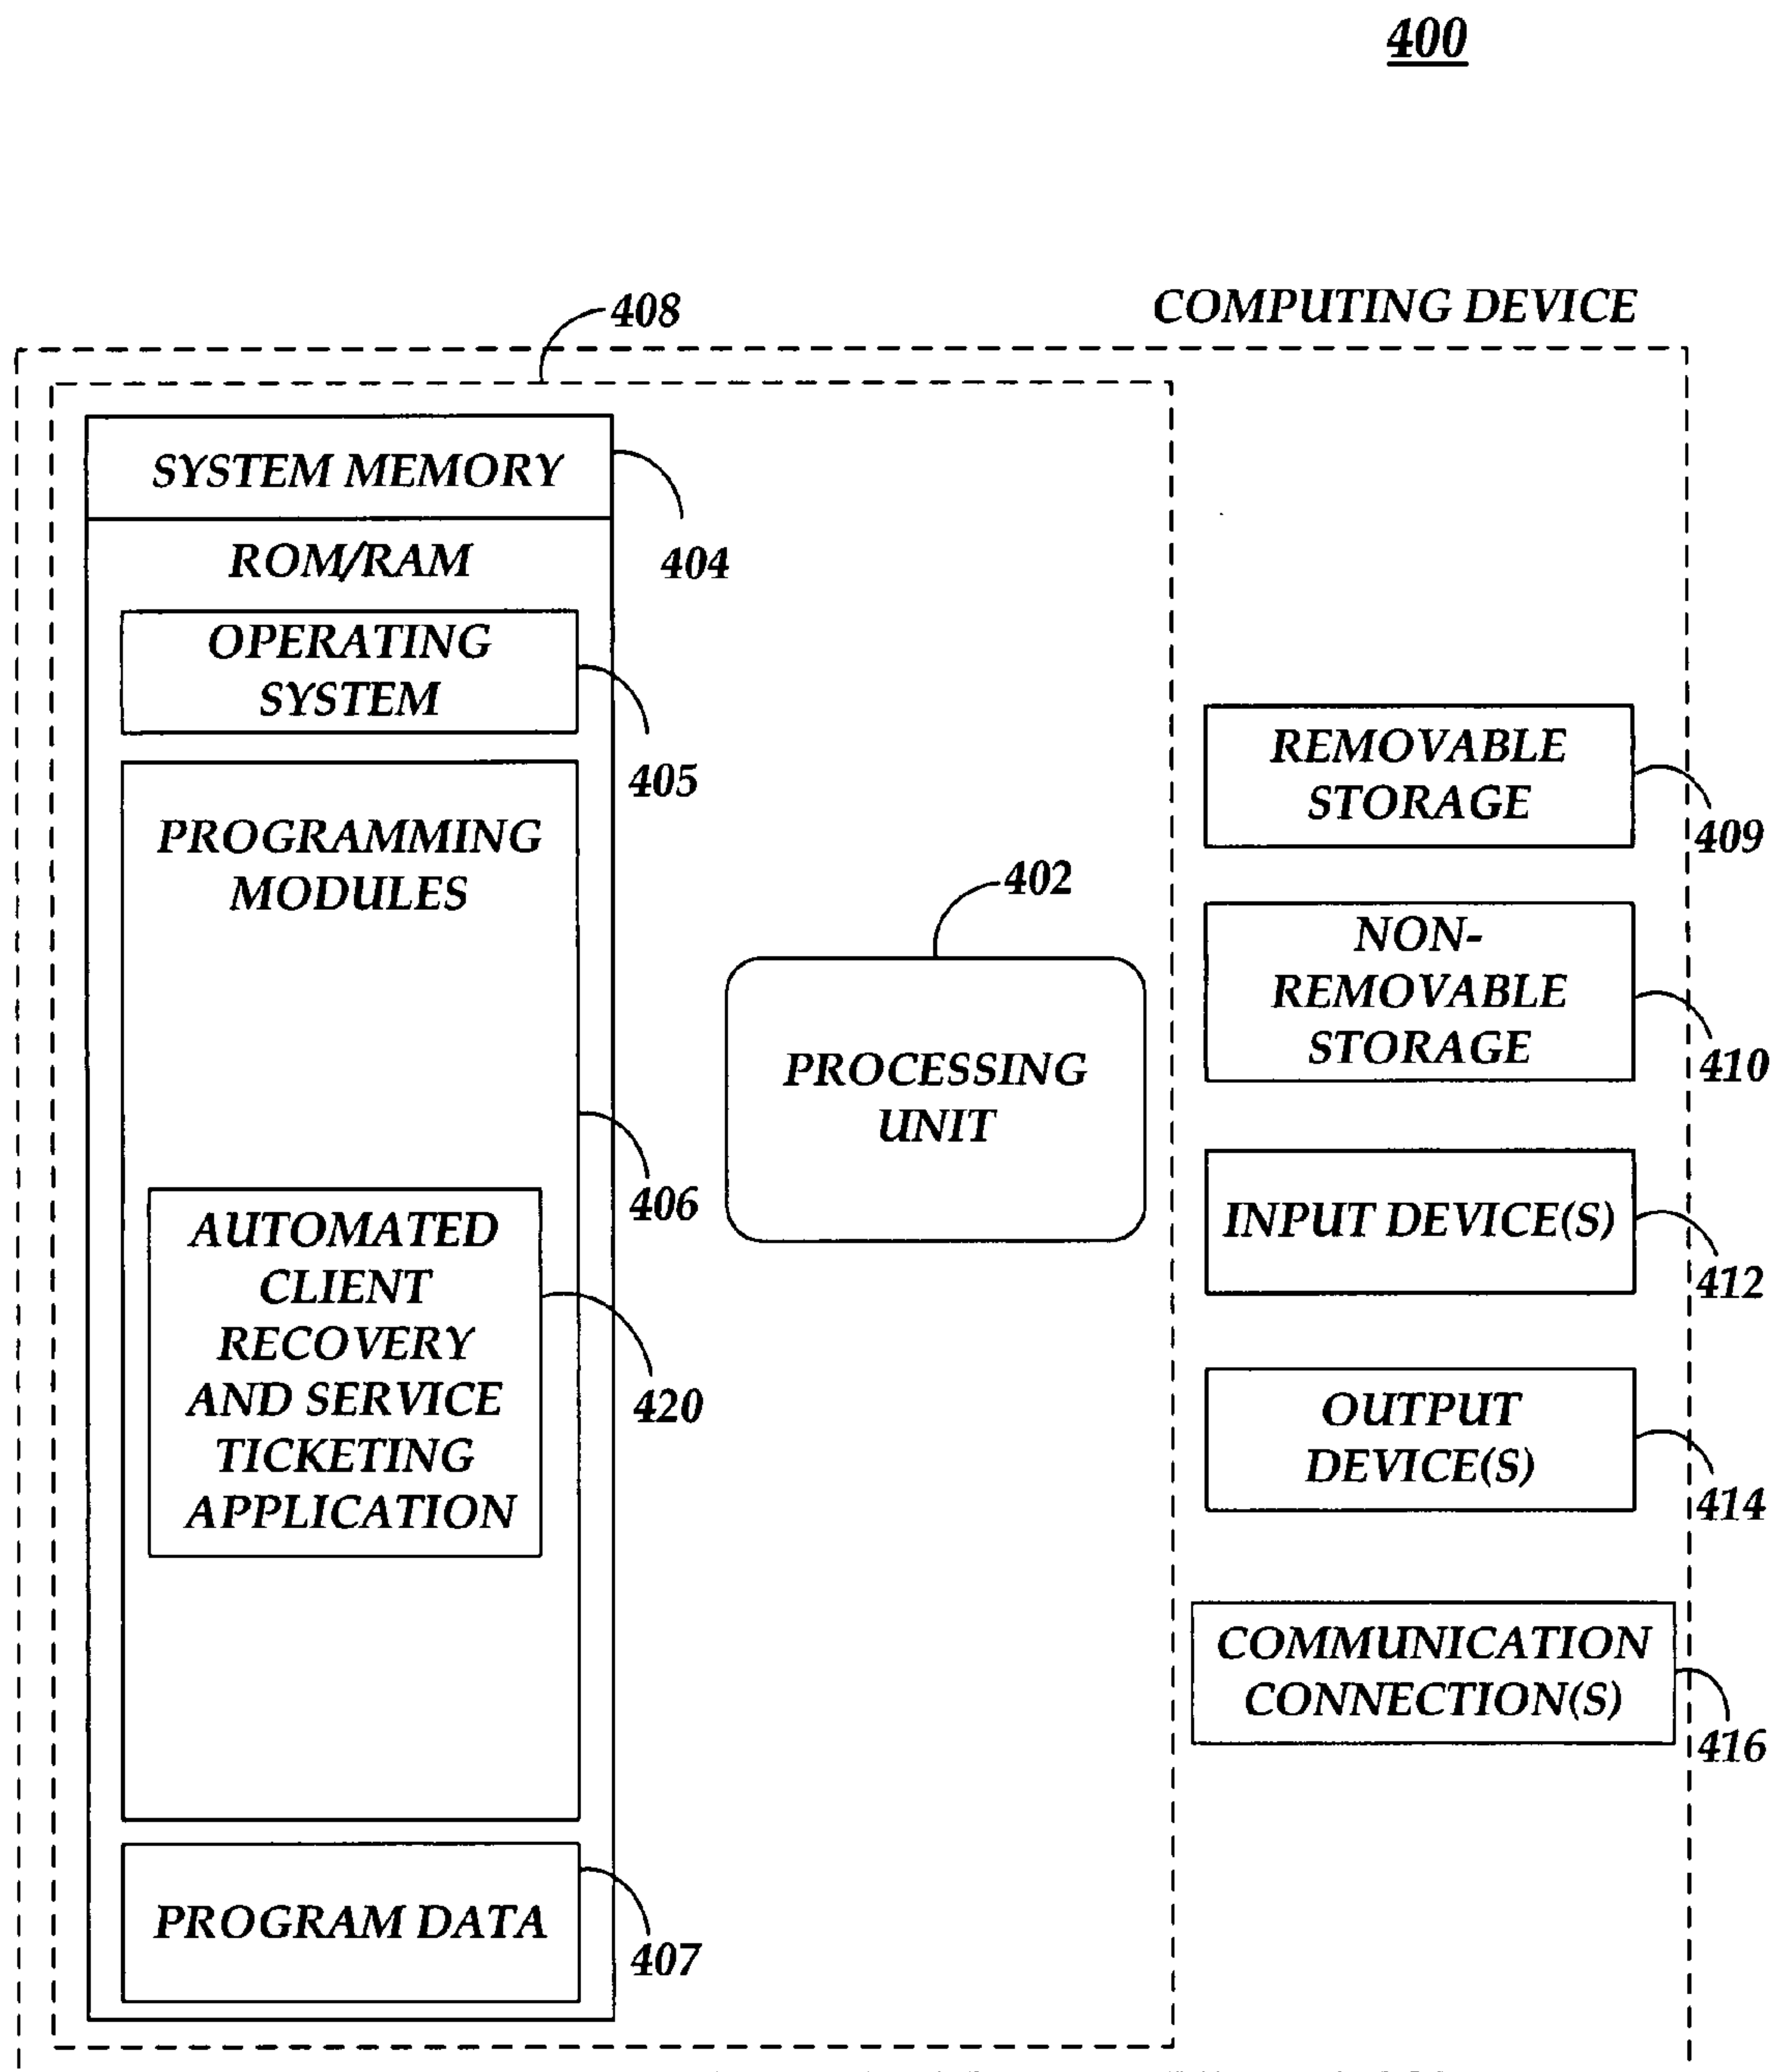 400
COMPUTING DEVICE
408
SYSTEM MEMORY
404
ROM/RAM
OPERATING
SYSTEM
405
PROGRAMMING
MODULES
406
AUTOMATED
CLIENT
RECOVERY
AND SERVICE
TICKETING
APPLICATION
420
PROGRAM DATA
407
402
PROCESSING
UNIT
REMOVABLE
STORAGE
409
NON-
REMOVABLE
STORAGE
410
INPUT DEVICE(S)
412
OUTPUT
DEVICE(S)
414
COMMUNICATION
CONNECTION(S)
416